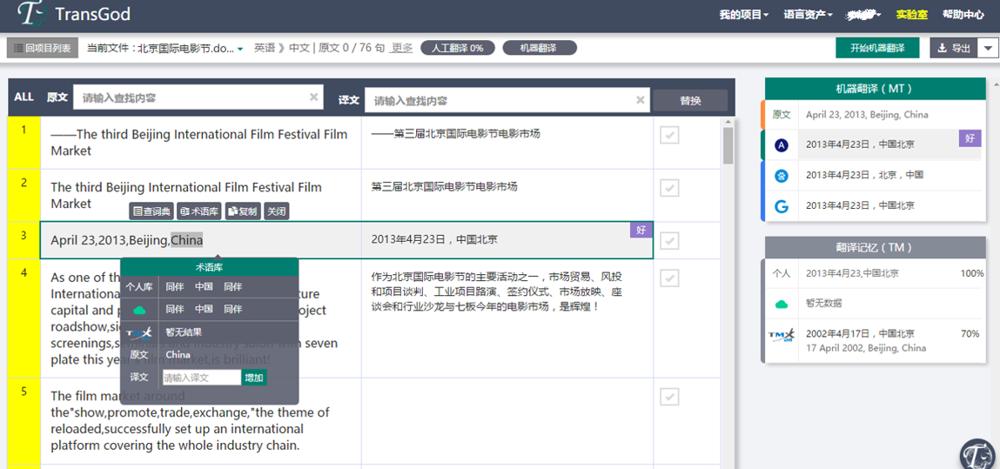 TransGod
我的项目 语言资产 实验室 帮助中心
回项目列表 当前文件：北京国际电影节.do... 英语 》中文 | 原文 0 / 76 句 更多 人工翻译 0% 机器翻译 开始机器翻译 导出
ALL 原文 请输入查找内容 译文 请输入查找内容 替换
1
——The third Beijing International Film Festival Film
Market
——第三届北京国际电影节电影市场
2
The third Beijing International Film Festival Film
Market
第三届北京国际电影节电影市场
查词典 术语库 复制 关闭
3
April 23,2013,Beijing,China
2013年4月23日，中国北京
好
术语库
个人库 同伴 中国 同伴
同伴 中国 同伴
TMX 暂无结果
原文 China
译文 请输入译文 增加
4
As one of th
International
capital and p
roadshow,si
screenings,
plate this year
ture
oject
with seven
作为北京国际电影节的主要活动之一，市场贸易、风投
和项目谈判、工业项目路演、签约仪式、市场放映、座
谈会和行业沙龙与七板今年的电影市场，是辉煌！
5
The film market around
the"show,promote,trade,exchange,"the theme of
reloaded,successfully set up an international
platform covering the whole industry chain.
机器翻译（MT）
原文 April 23, 2013, Beijing, China
A 2013年4月23日，中国北京 好
2013年4月23日，北京，中国
G 2013年4月23日，中国北京
翻译记忆（TM）
个人 2013年4月23,中国北京 100%
暂无数据
TMX 2002年4月17日，中国北京 70%
17 April 2002, Beijing, China